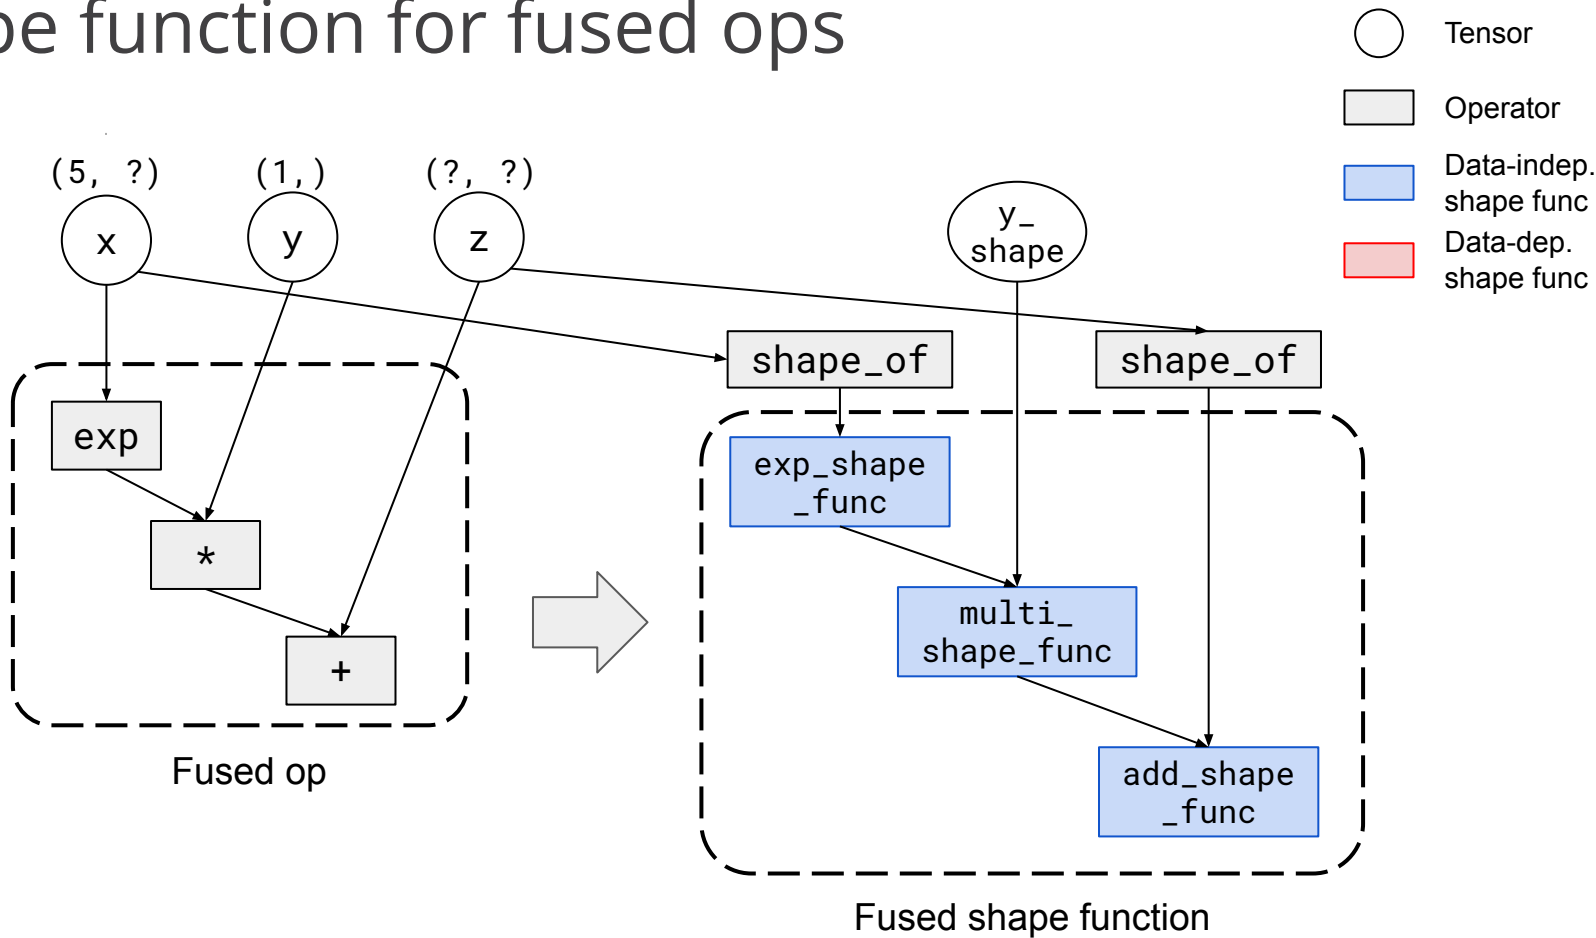 pe function for fused ops
Tensor
Operator
Data-indep.
shape func
Data-dep.
shape func
(5, ?)
(1,)
(?, ?)
x
y
z
y_
shape
shape_of
shape_of
exp
exp_shape
_func
*
multi_
shape_func
+
add_shape
_func
Fused op
Fused shape function